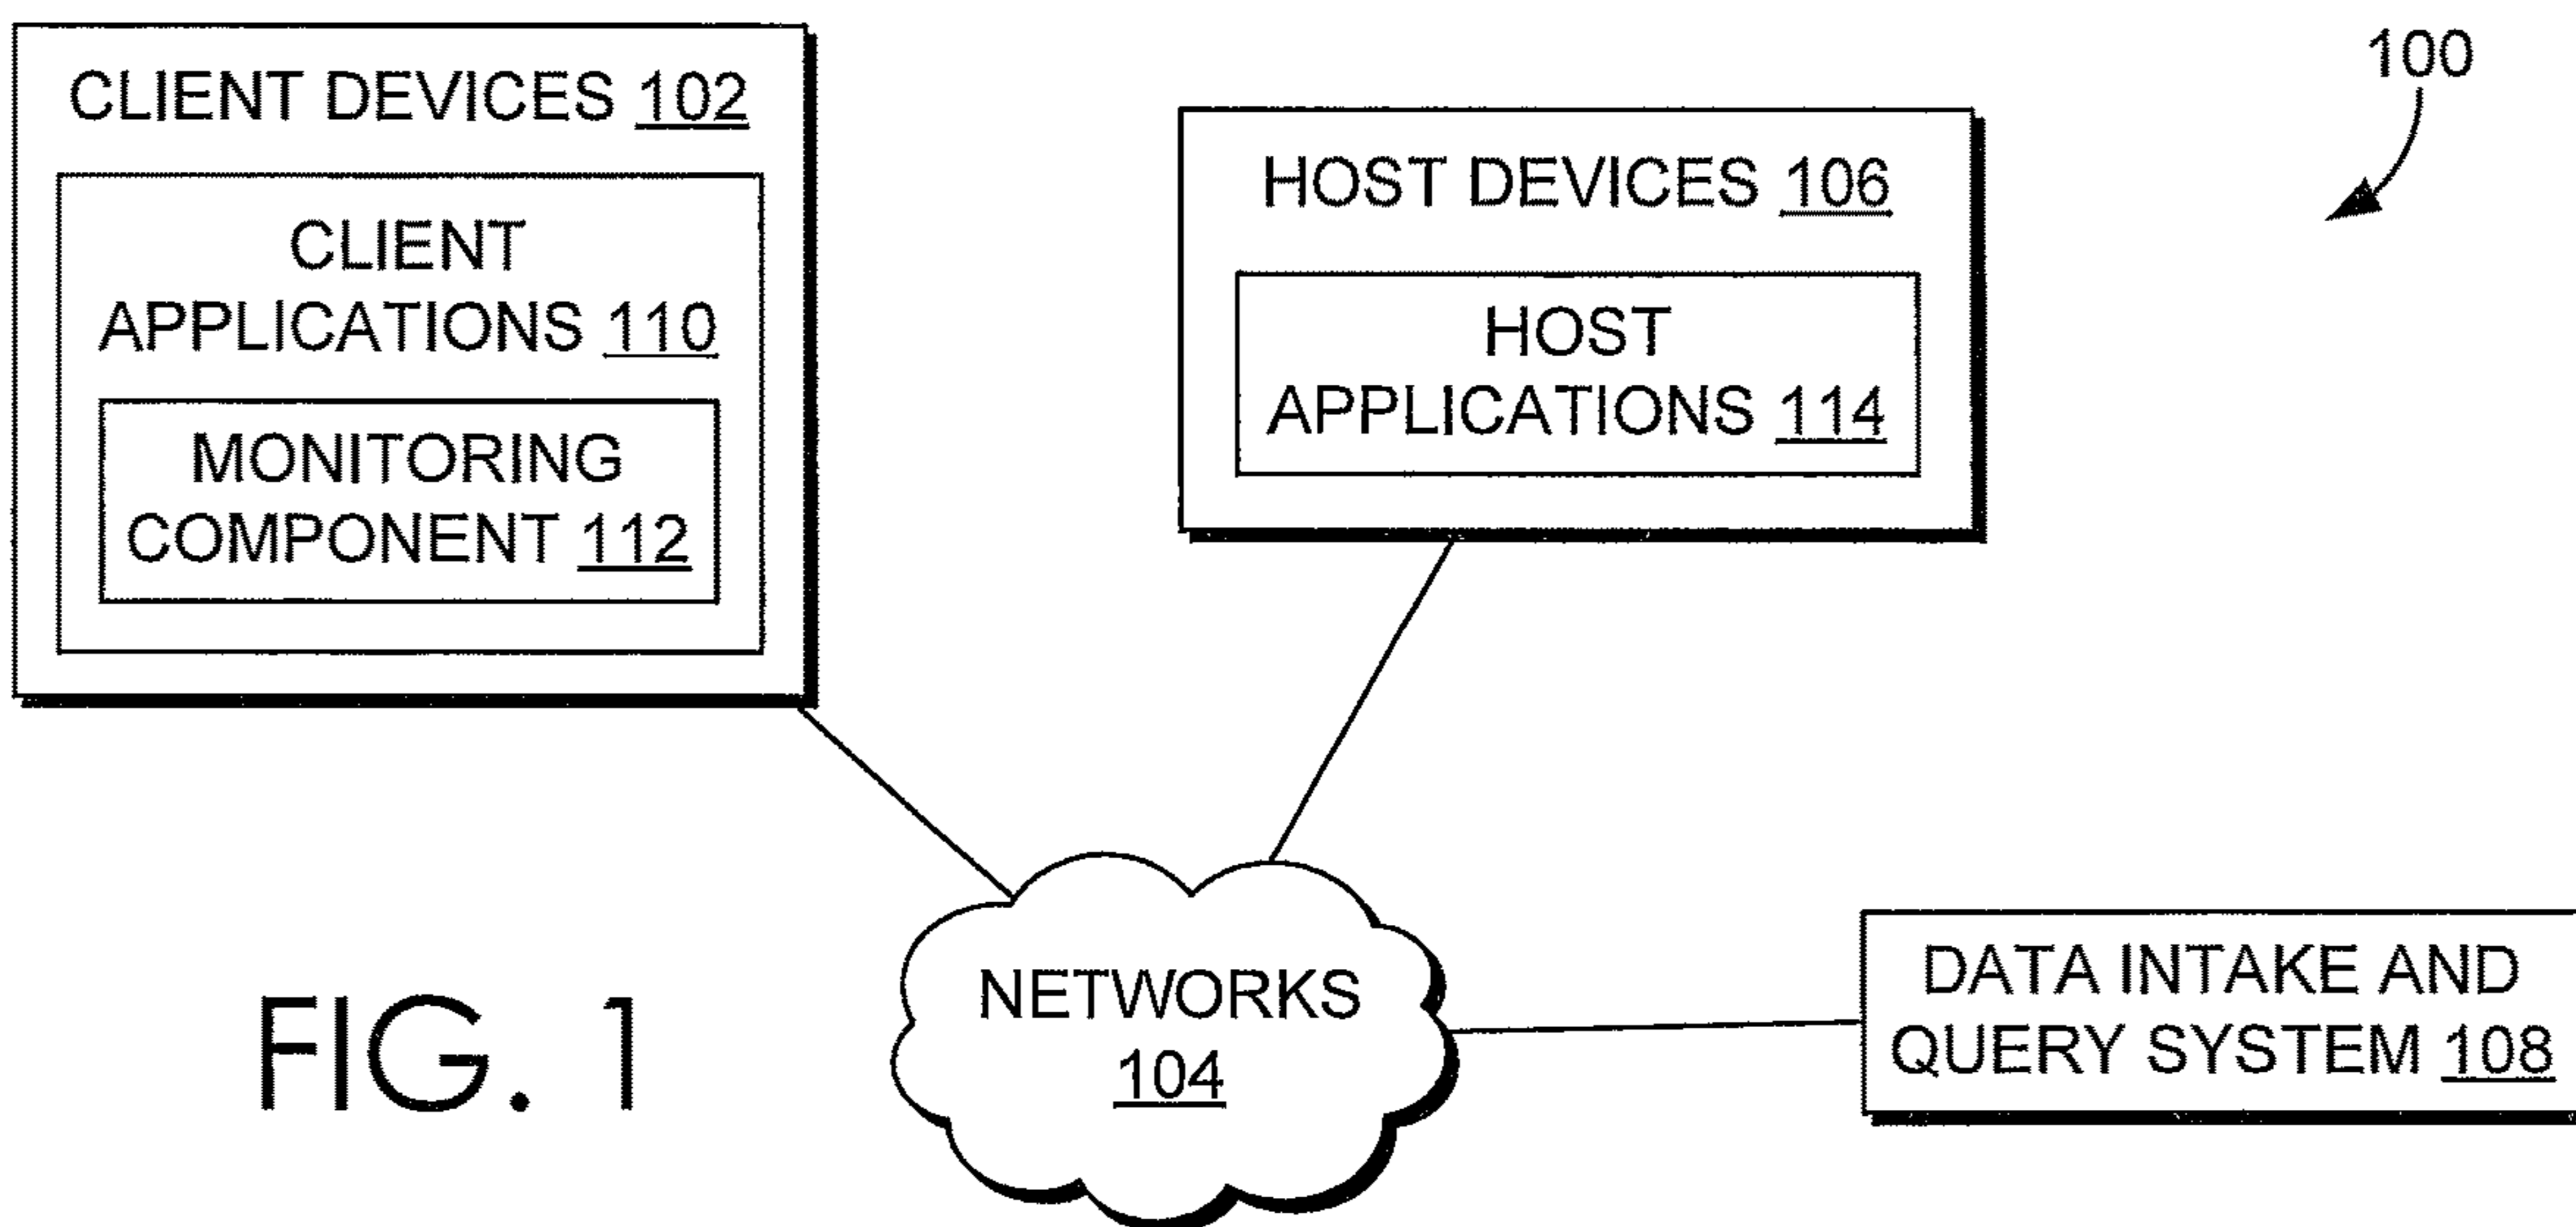 CLIENT DEVICES 102
CLIENT
APPLICATIONS 110
MONITORING
COMPONENT 112
HOST DEVICES 106
HOST
APPLICATIONS 114
100
NETWORKS
104
DATA INTAKE AND
QUERY SYSTEM 108
FIG. 1